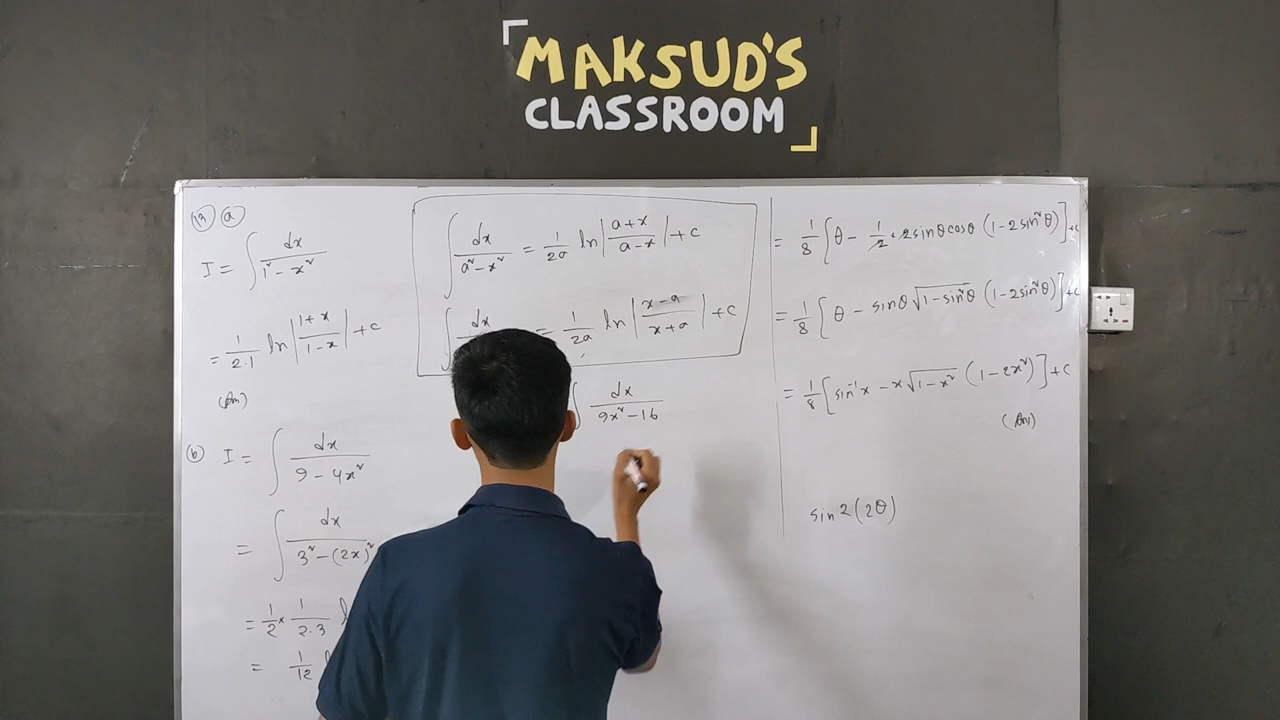 MAKSUD'S
CLASSROOM
13 a
I = ∫ dx / (1² - x²)
= 1/2.1 ln |(1+x)/(1-x)| + c
(Ans)
b I = ∫ dx / (9 - 4x²)
= ∫ dx / (3² - (2x)²)
= 1/2 × 1/2.3
= 1/12
∫ dx / (a² - x²) = 1/2a ln |(a+x)/(a-x)| + c
∫ dx = 1/2a ln |(x-a)/(x+a)| + c
∫ dx / (9x² - 16)
= 1/8 [θ - 1/2 · 2sinθcosθ (1-2sin²θ)] + c
= 1/8 [θ - sinθ √(1-sin²θ) (1-2sin²θ)] + c
= 1/8 [sin⁻¹x - x√(1-x²) (1-2x²)] + c
(Ans)
sin2(2θ)